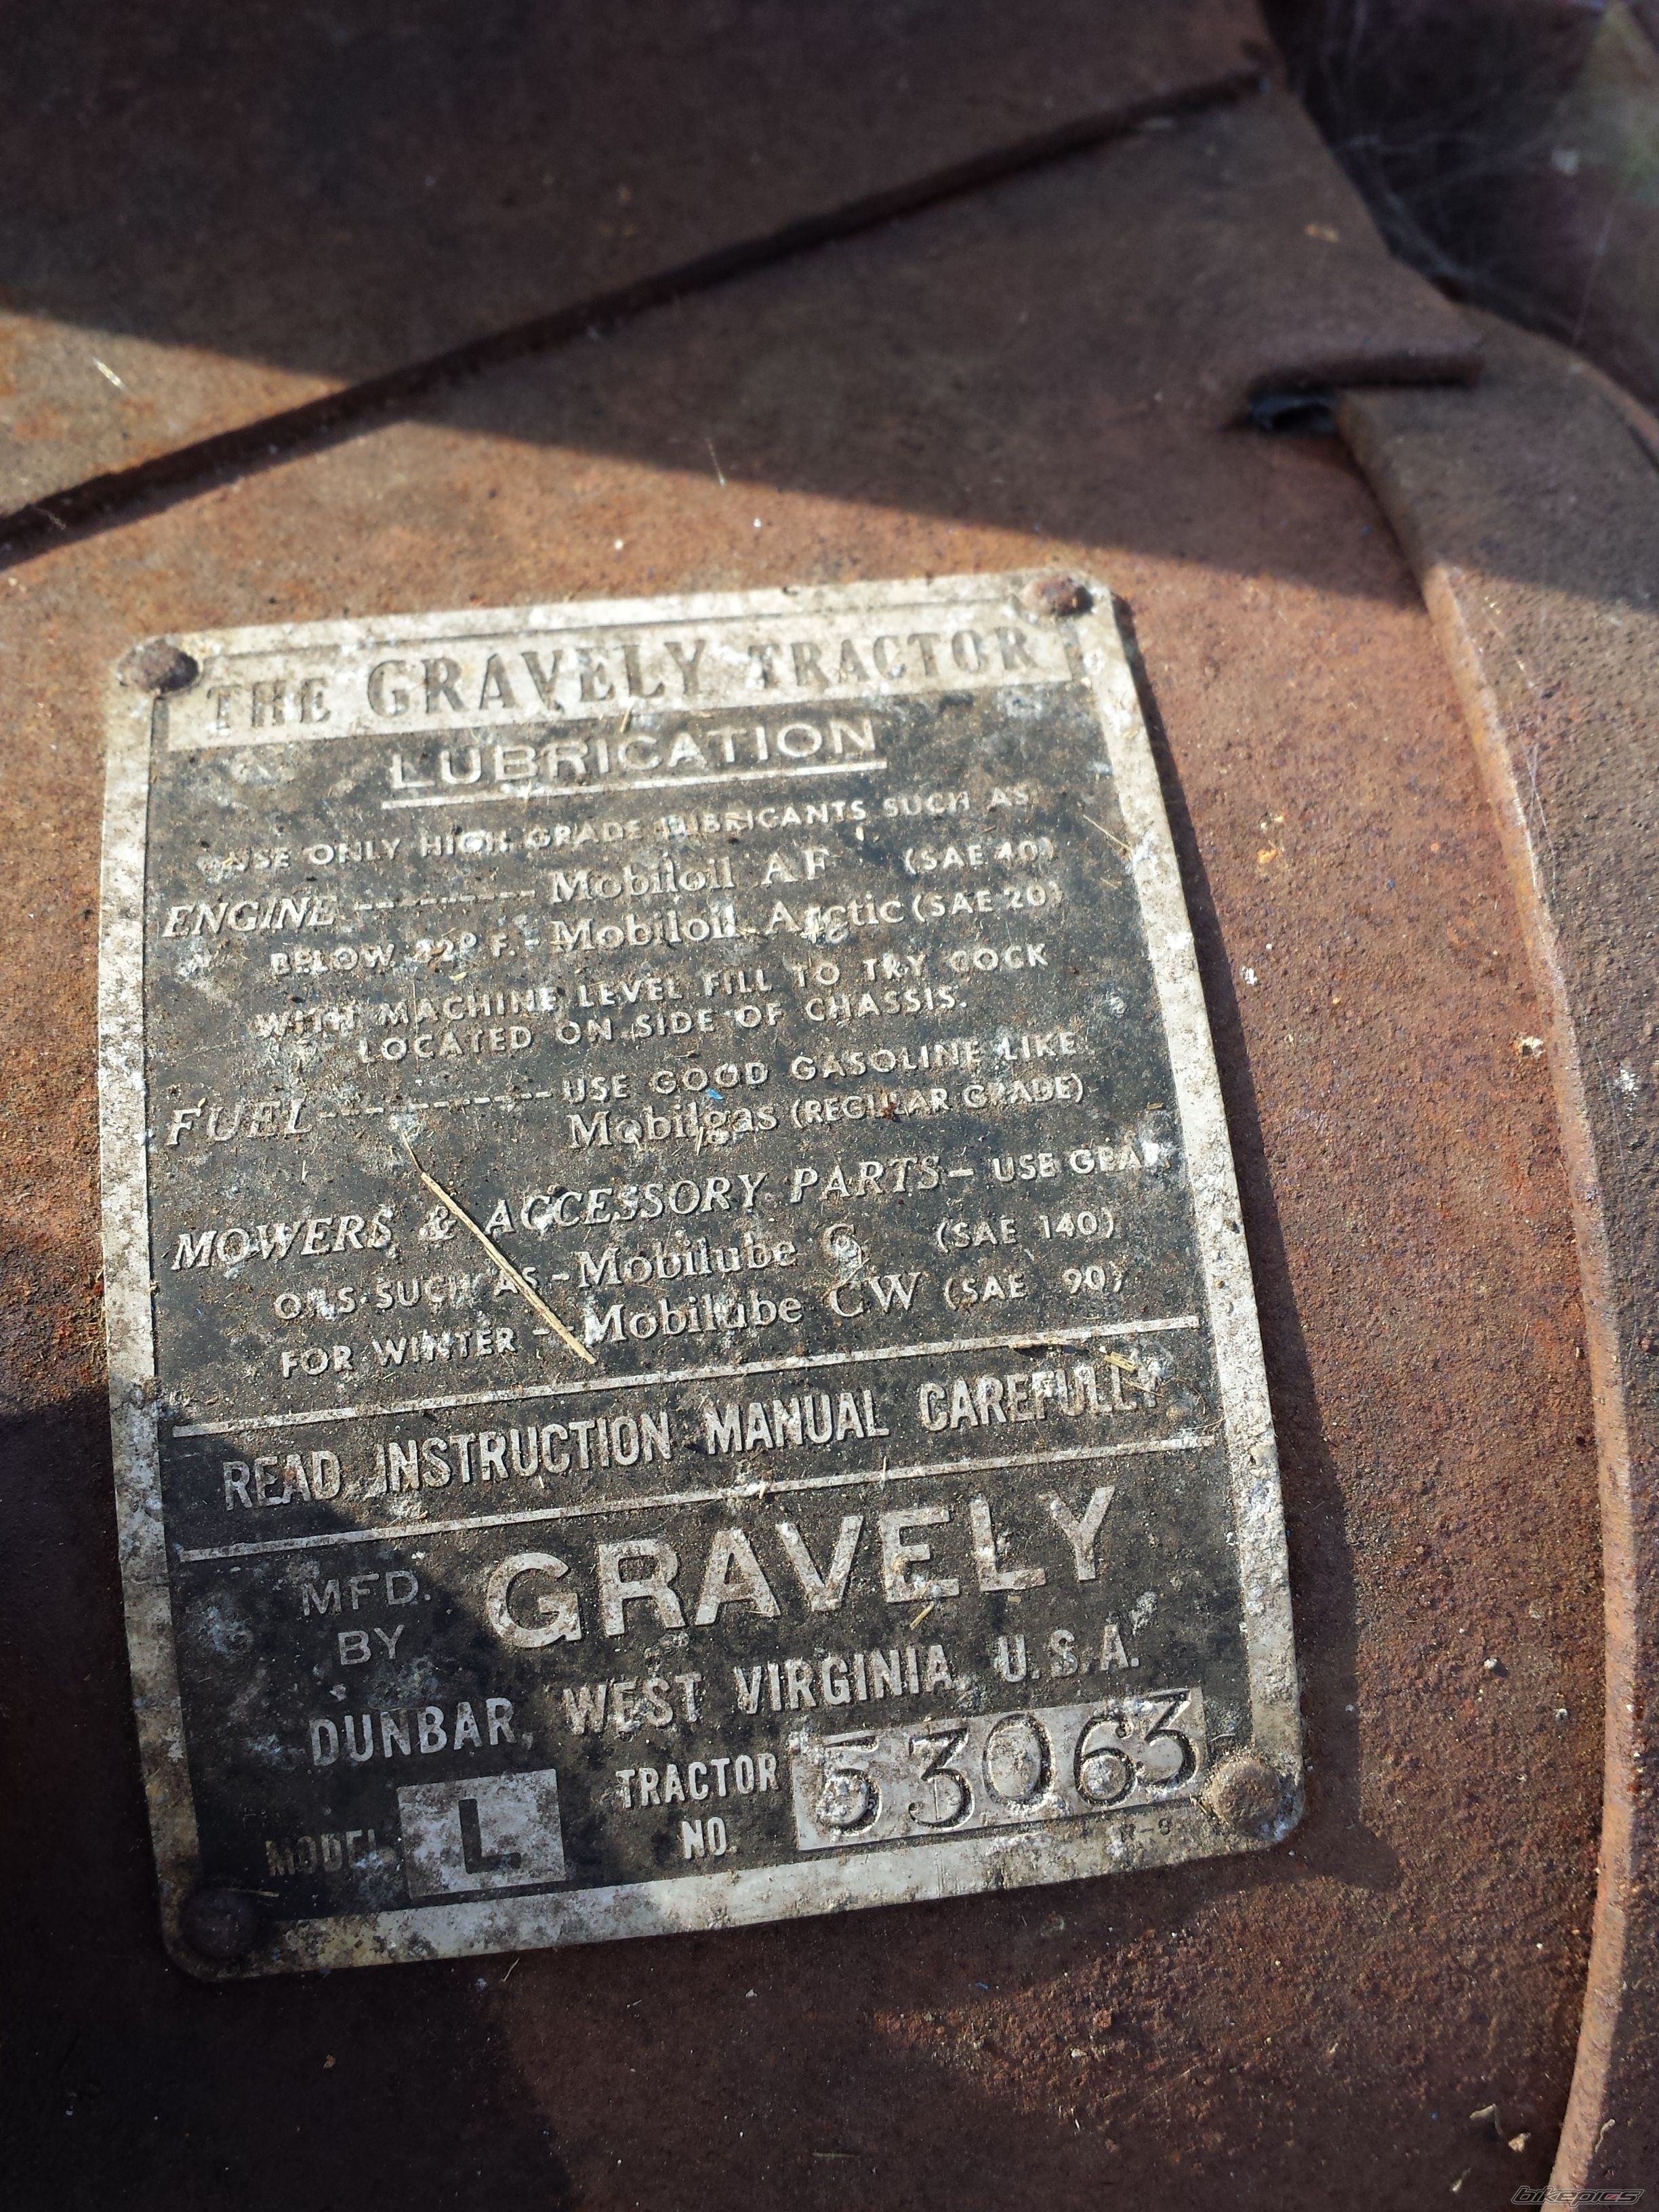 THE GRAVELY TRACTOR
LUBRICATION
USE ONLY HIGH GRADE LUBRICANTS SUCH AS
ENGINE ---------- Mobiloil AF (SAE 40)
BELOW 32° F. - Mobiloil Arctic (SAE 20)
WITH MACHINE LEVEL FILL TO TRY COCK
LOCATED ON SIDE OF CHASSIS.
FUEL ------------ USE GOOD GASOLINE LIKE
Mobilgas (REGULAR GRADE)
MOWERS & ACCESSORY PARTS - USE GEAR
OILS SUCH AS - Mobilube (SAE 140)
FOR WINTER -- Mobilube CW (SAE 90)
READ INSTRUCTION MANUAL CAREFULLY
MFD. BY GRAVELY
DUNBAR, WEST VIRGINIA, U.S.A.
MODEL L TRACTOR NO. 53063
bikepics